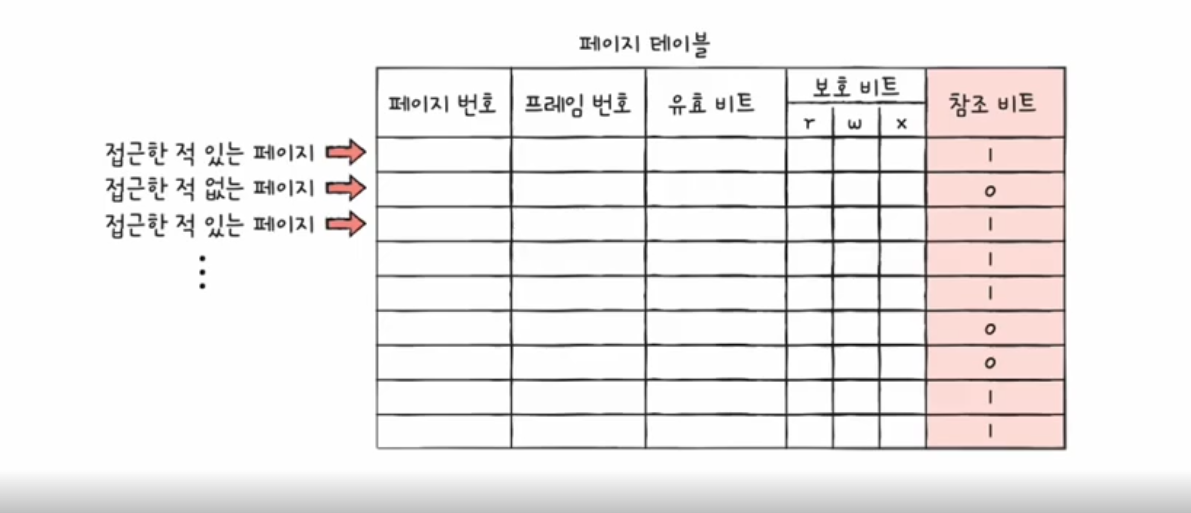 페이지 테이블
페이지 번호 프레임 번호 유효 비트 보호 비트 참조 비트
r w x
접근한 적 있는 페이지 1
접근한 적 없는 페이지 0
접근한 적 있는 페이지 1
1
1
0
0
1
1